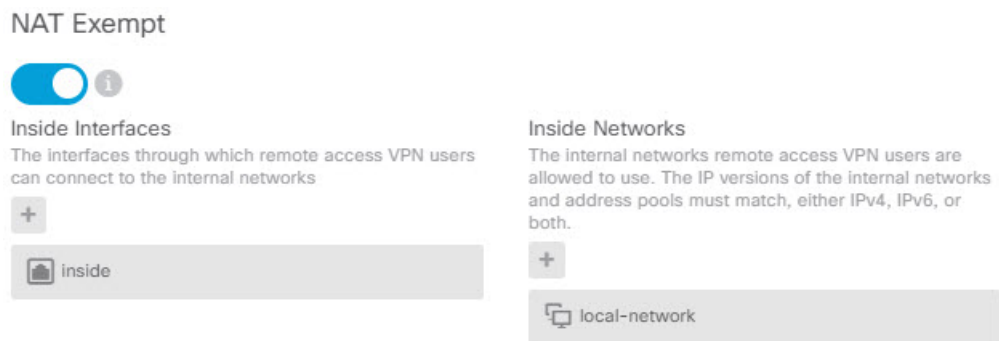 NAT Exempt
i
Inside Interfaces
The interfaces through which remote access VPN users
can connect to the internal networks
+
inside
Inside Networks
The internal networks remote access VPN users are
allowed to use. The IP versions of the internal networks
and address pools must match, either IPv4, IPv6, or
both.
+
local-network